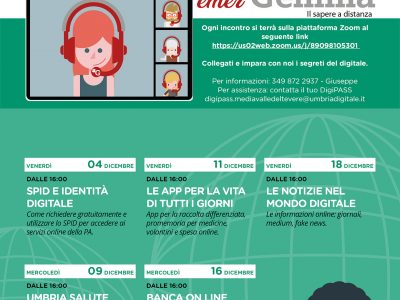 emer Gemma
Il sapere a distanza
Ogni incontro si terrà sulla piattaforma Zoom al
seguente link
https://us02web.zoom.us/j/89098105301
Collegati e impara con noi i segreti del digitale.
Per informazioni: 349 872 2937 - Giuseppe
Per assistenza: contatta il tuo DigiPASS
digipass.mediavalledeltevere@umbriadigitale.it
VENERDÌ 04 DICEMBRE
DALLE 16:00
SPID E IDENTITÀ
DIGITALE
Come richiedere gratuitamente e
utilizzare lo SPID per accedere ai
servizi online della PA.
VENERDÌ 11 DICEMBRE
DALLE 16:00
LE APP PER LA VITA
DI TUTTI I GIORNI
App per la raccolta differenziata,
promemoria per medicine,
volantini e spesa online.
VENERDÌ 18 DICEMBRE
DALLE 16:00
LE NOTIZIE NEL
MONDO DIGITALE
Le informazioni online: giornali,
medium, fake news.
MERCOLEDÌ 09 DICEMBRE
DALLE 16:00
UMBRIA SALUTE
MERCOLEDÌ 16 DICEMBRE
DALLE 16:00
BANCA ON LINE